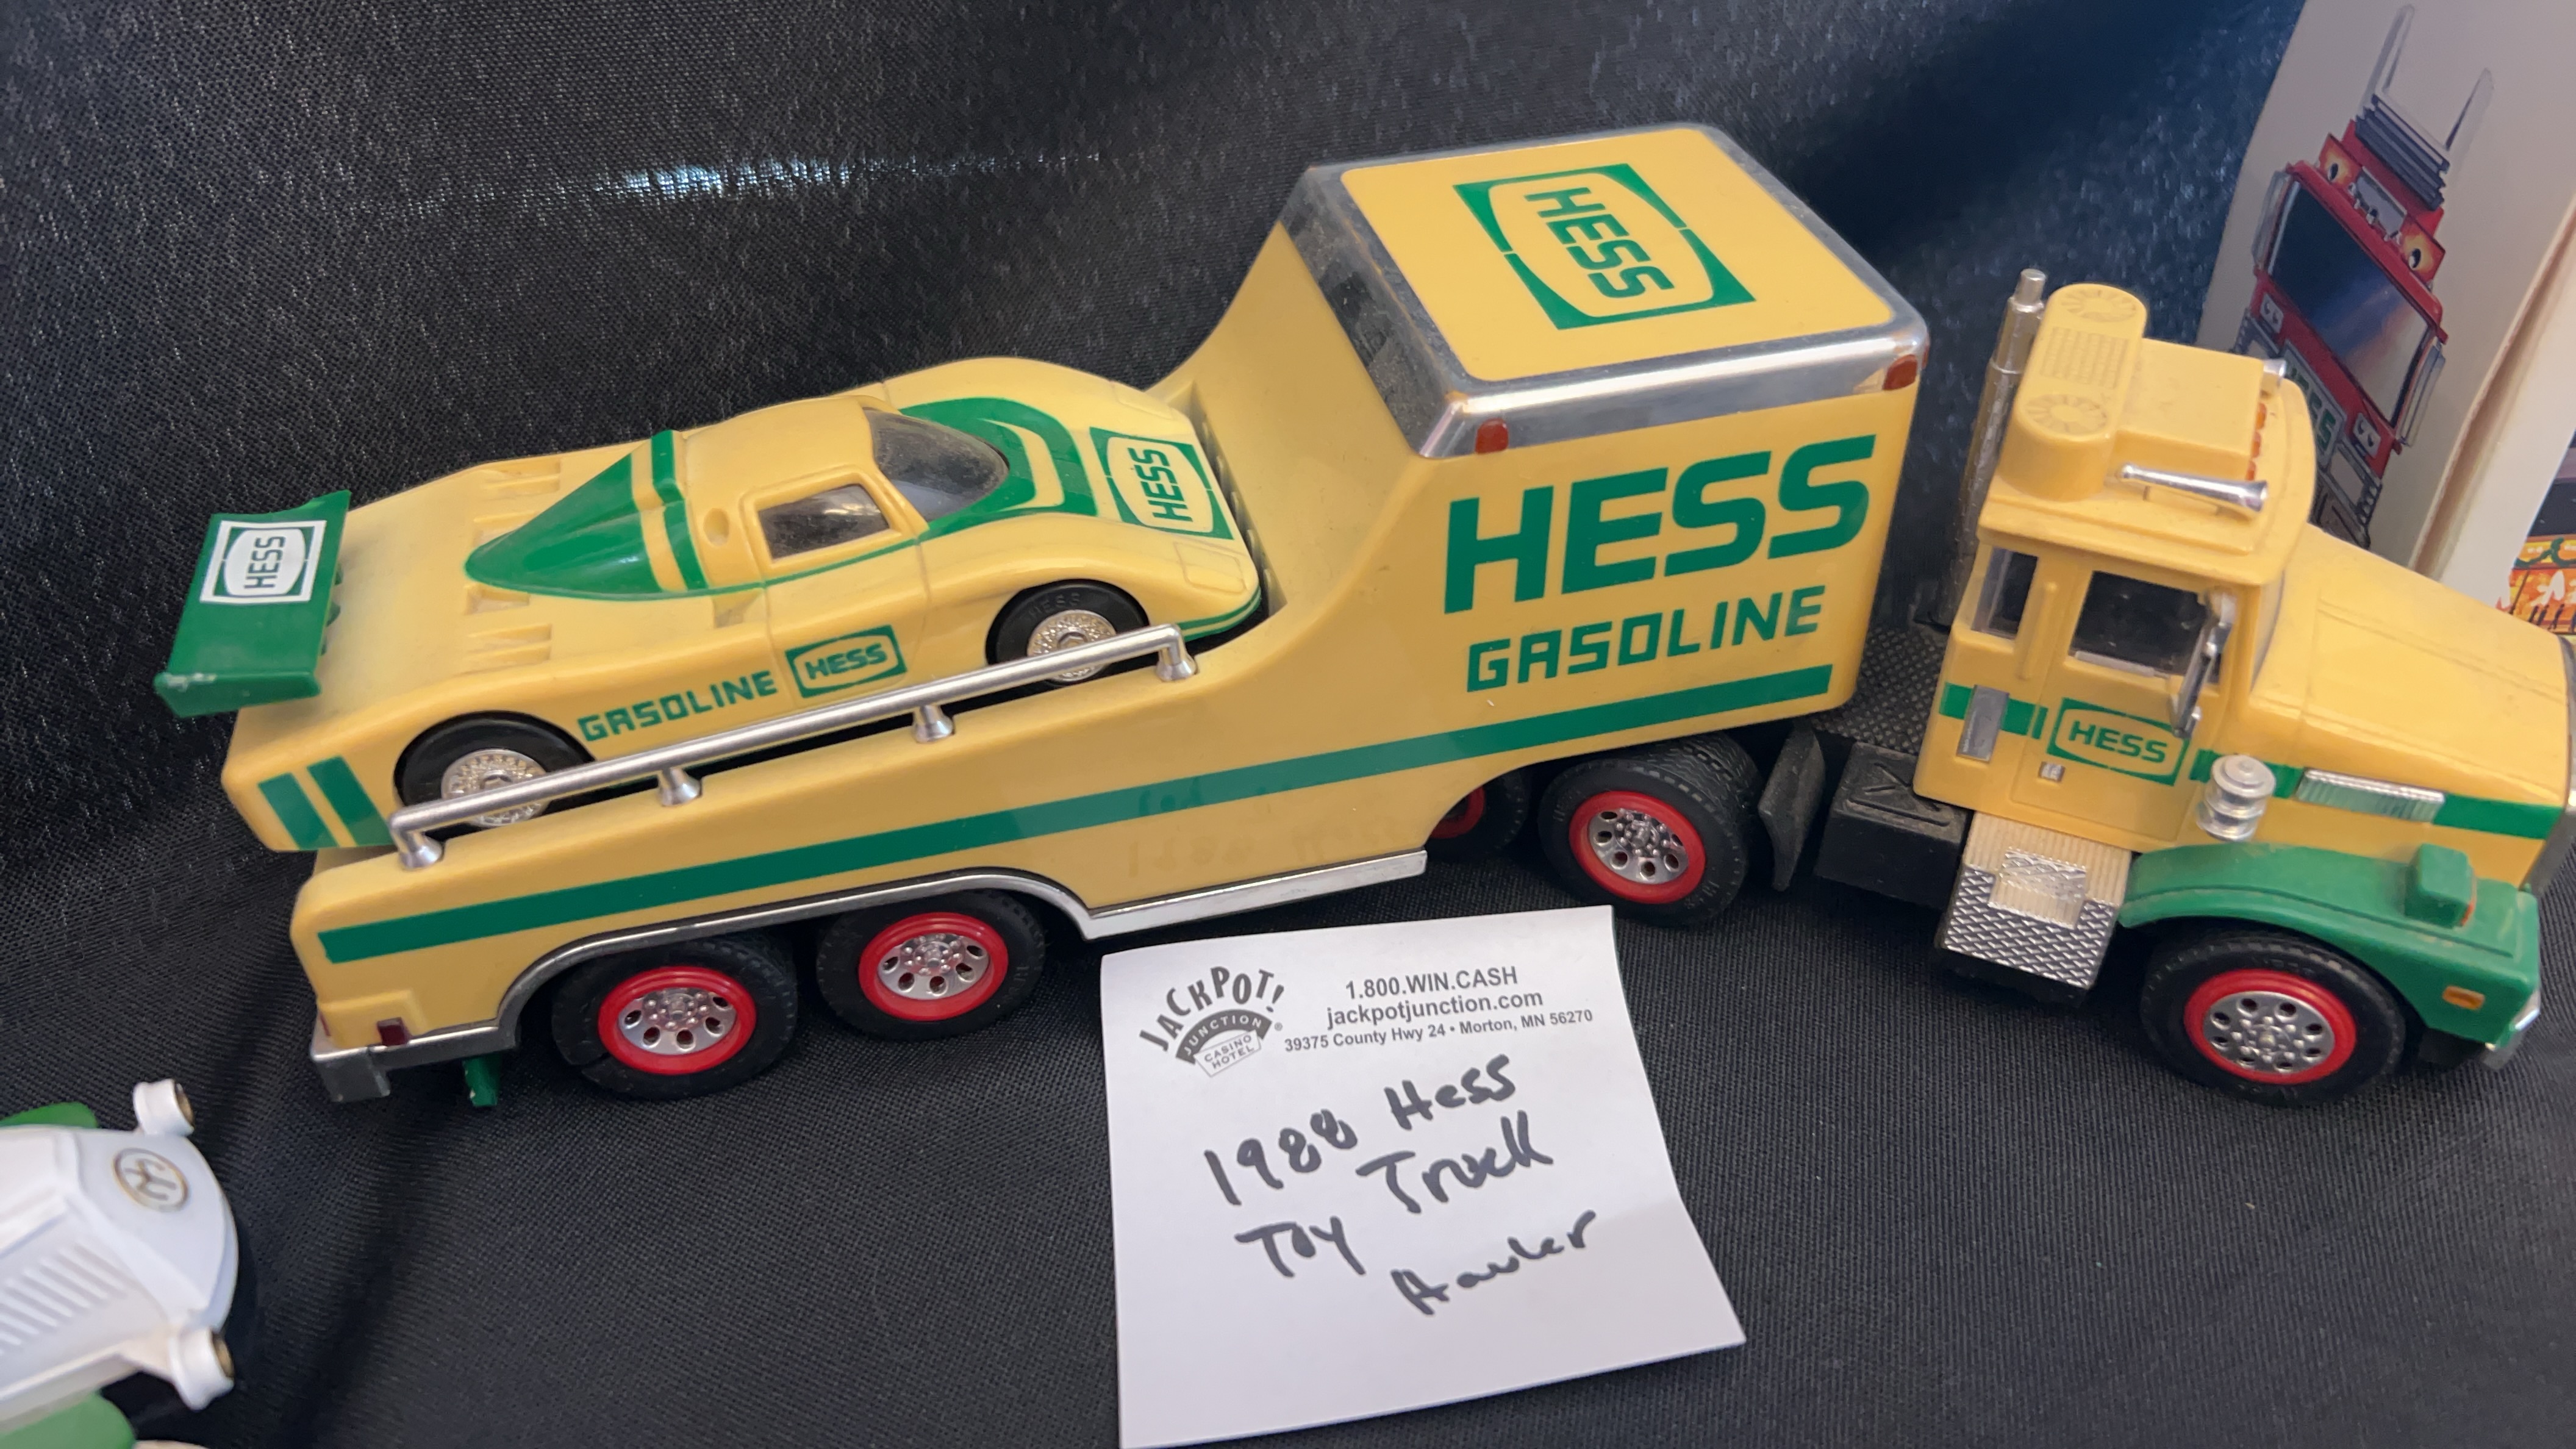 HESS
HESS
HESS
HESS
GASOLINE
GASOLINE HESS
HESS
HESS
JACKPOT!
JUNCTION
CASINO
HOTEL
1.800.WIN.CASH
jackpotjunction.com
39375 County Hwy 24 • Morton, MN 56270
1988 Hess
Toy Truck
Hauler